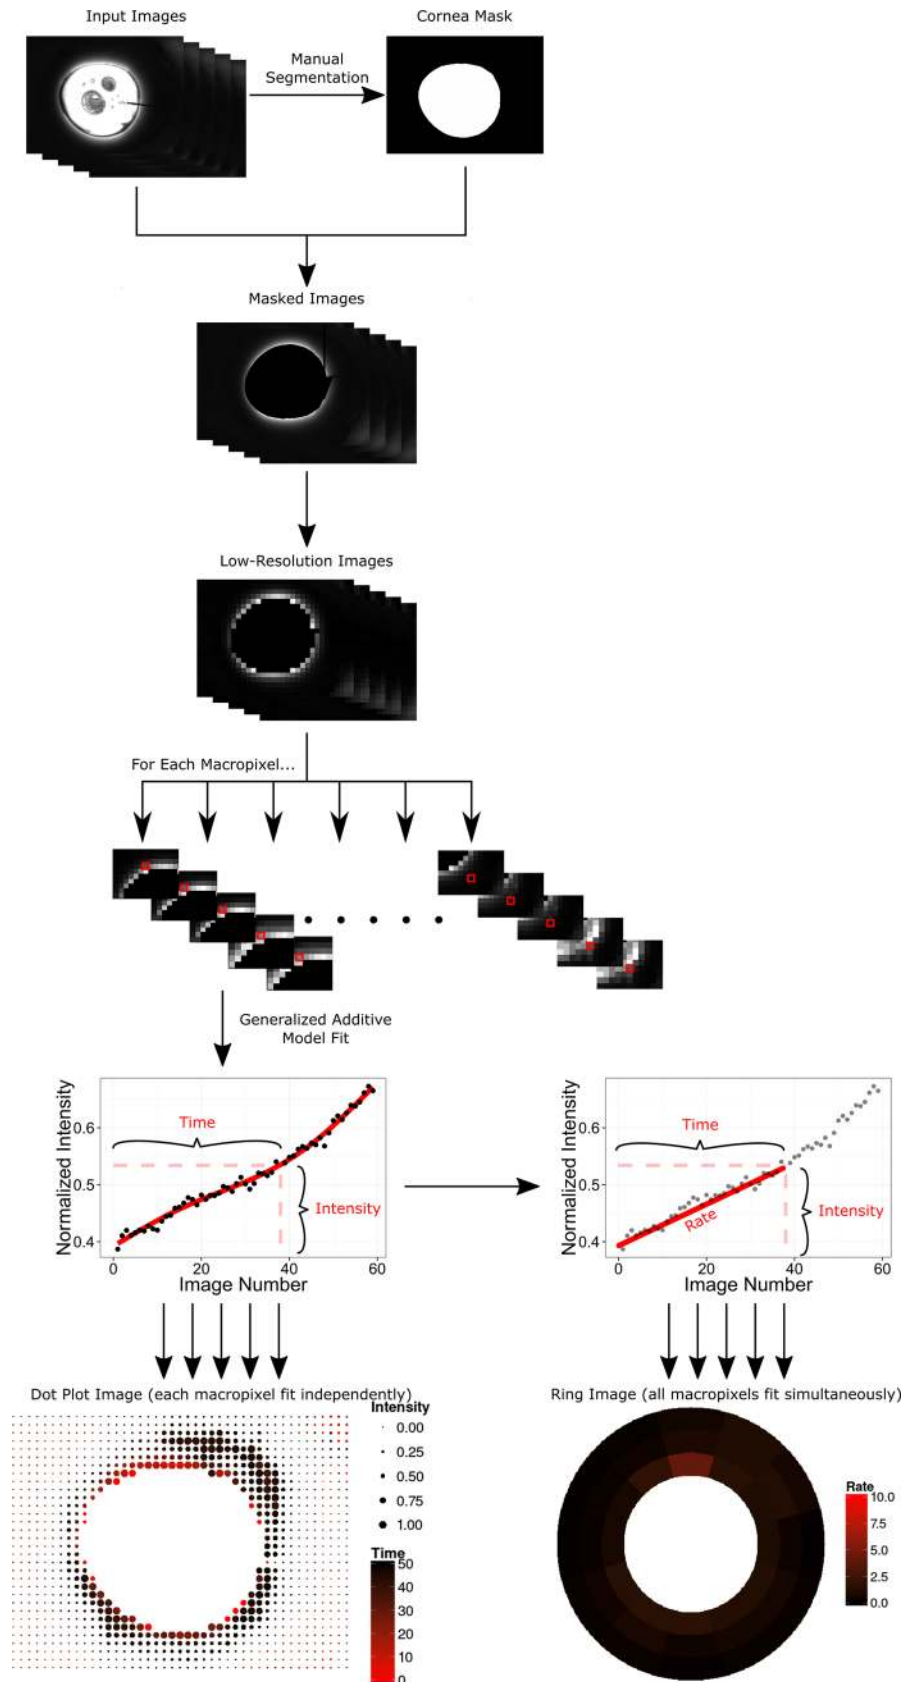 Input Images
Cornea Mask
Manual
Segmentation
Masked Images
Low-Resolution Images
For Each Macropixel...
Generalized Additive
Model Fit
Normalized Intensity
0.6
0.5
0.4
Time
Intensity
0
20
40
60
Image Number
Normalized Intensity
0.6
0.5
0.4
Time
Rate
Intensity
0
20
40
60
Image Number
Dot Plot Image (each macropixel fit independently)
Intensity
0.00
0.25
0.50
0.75
1.00
Time
50
40
30
20
10
0
Ring Image (all macropixels fit simultaneously)
Rate
10.0
7.5
5.0
2.5
0.0